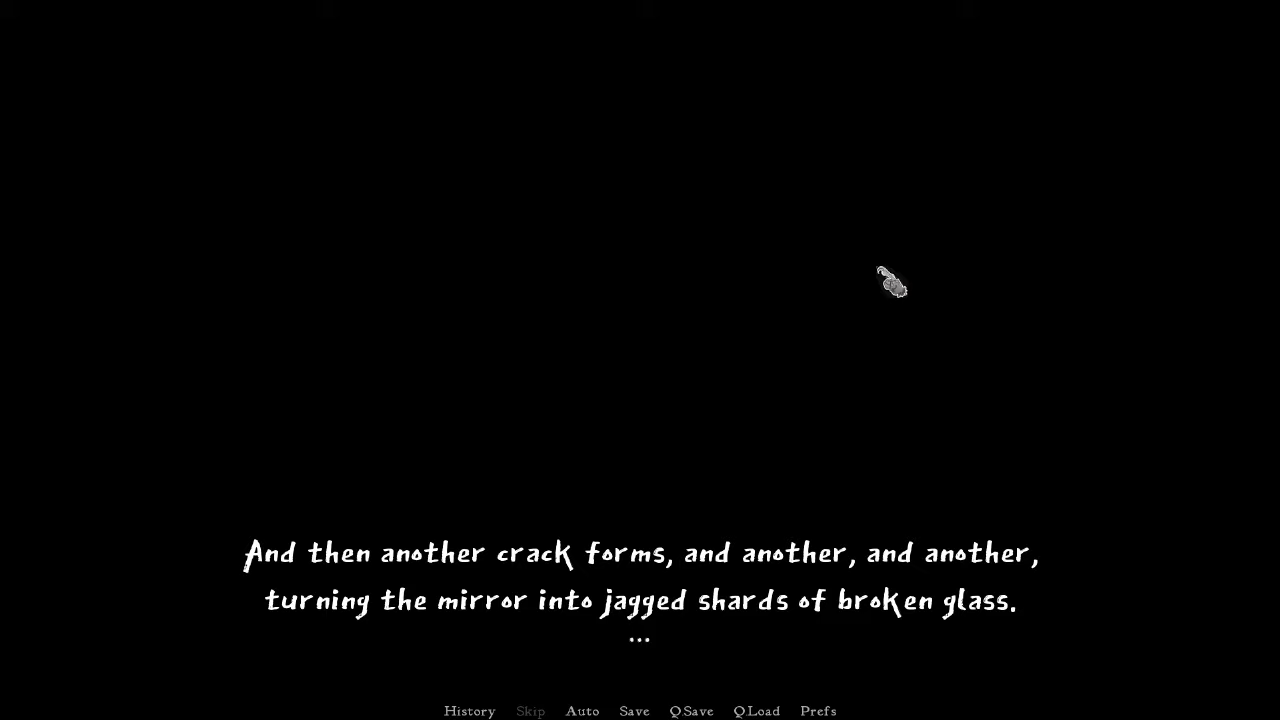 And then another crack forms, and another, and another,
turning the mirror into jagged shards of broken glass.
...
History Skip Auto Save Q.Save Q.Load Prefs